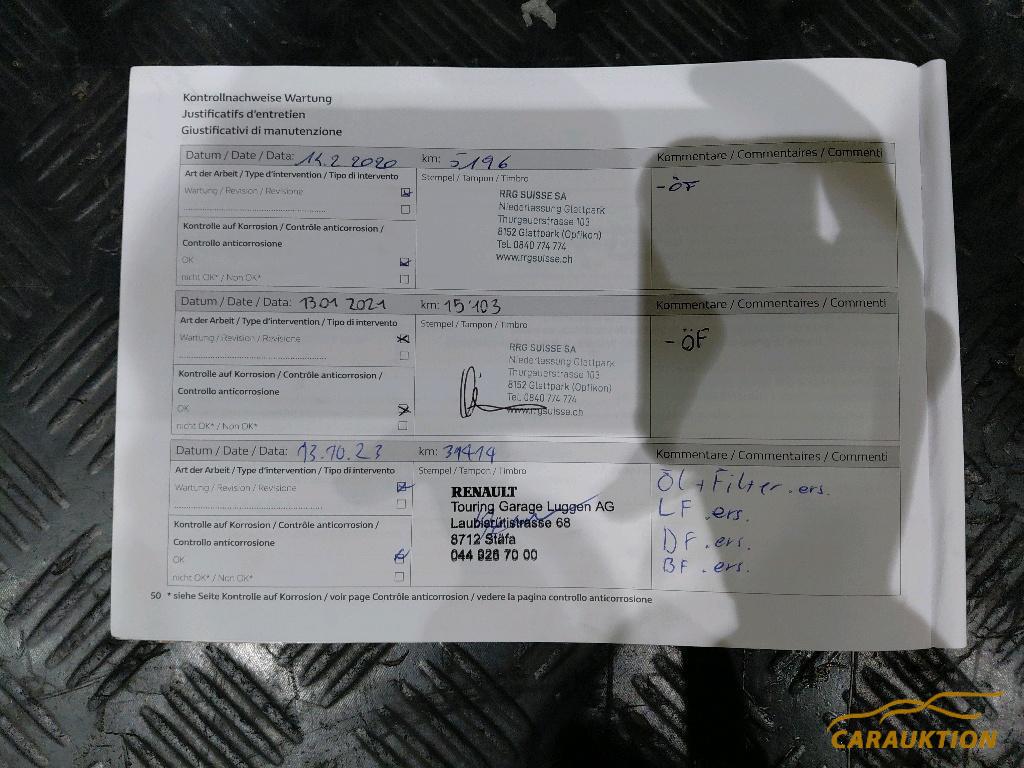 Kontrollnachweise Wartung
Justificatifs d'entretien
Giustificativi di manutenzione
Datum / Date / Data: 14.2.2020 km: 5196 Kommentare / Commentaires / Commenti
Art der Arbeit / Type d'intervention / Tipo di intervento Stempel / Tampon / Timbro
Wartung / Revision / Revisione
- ÖF
RRG SUISSE SA
Niederlassung Glattpark
Thurgauerstrasse 103
8152 Glattpark (Opfikon)
Tel. 0840 774 774
www.rrgsuisse.ch
Kontrolle auf Korrosion / Contrôle anticorrosion /
Controllo anticorrosione
OK
nicht OK* / Non OK*
Datum / Date / Data: 13.01 2021 km: 15'103 Kommentare / Commentaires / Commenti
Art der Arbeit / Type d'intervention / Tipo di intervento Stempel / Tampon / Timbro
Wartung / Revision / Revisione
- ÖF
RRG SUISSE SA
Niederlassung Glattpark
Thurgauerstrasse 103
8152 Glattpark (Opfikon)
Tel. 0840 774 774
www.rrgsuisse.ch
Kontrolle auf Korrosion / Contrôle anticorrosion /
Controllo anticorrosione
OK
nicht OK* / Non OK*
Datum / Date / Data: 13.10.23 km: 31414 Kommentare / Commentaires / Commenti
Art der Arbeit / Type d'intervention / Tipo di intervento Stempel / Tampon / Timbro
Wartung / Revision / Revisione
RENAULT
Touring Garage Luggen AG
Laubisrütistrasse 68
8712 Stäfa
044 926 70 00
Öl + Filter . ers.
LF . ers.
DF . ers.
BF . ers.
Kontrolle auf Korrosion / Contrôle anticorrosion /
Controllo anticorrosione
OK
nicht OK* / Non OK*
50 * siehe Seite Kontrolle auf Korrosion / voir page Contrôle anticorrosion / vedere la pagina controllo anticorrosione
CARAUKTION